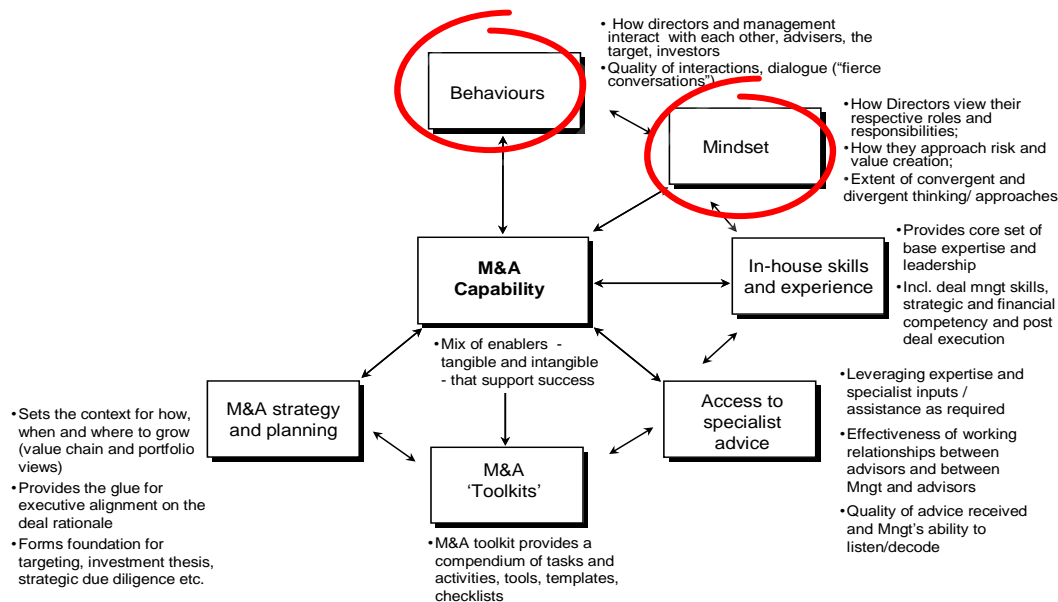 • How directors and management
interact with each other, advisers, the
target, investors
•Quality of interactions, dialogue (“fierce
conversations”)
Behaviours
Mindset
•How Directors view their
respective roles and
responsibilities;
•How they approach risk and
value creation;
•Extent of convergent and
divergent thinking/ approaches
M&A
Capability
In-house skills
and experience
•Provides core set of
base expertise and
leadership
•Incl. deal mngt skills,
strategic and financial
competency and post
deal execution
•Mix of enablers -
tangible and intangible
- that support success
M&A strategy
and planning
Access to
specialist
advice
•Leveraging expertise and
specialist inputs /
assistance as required
•Effectiveness of working
relationships between
advisors and between
Mngt and advisors
•Quality of advice received
and Mngt’s ability to
listen/decode
•Sets the context for how,
when and where to grow
(value chain and portfolio
views)
•Provides the glue for
executive alignment on the
deal rationale
•Forms foundation for
targeting, investment thesis,
strategic due diligence etc.
M&A
‘Toolkits’
•M&A toolkit provides a
compendium of tasks and
activities, tools, templates,
checklists